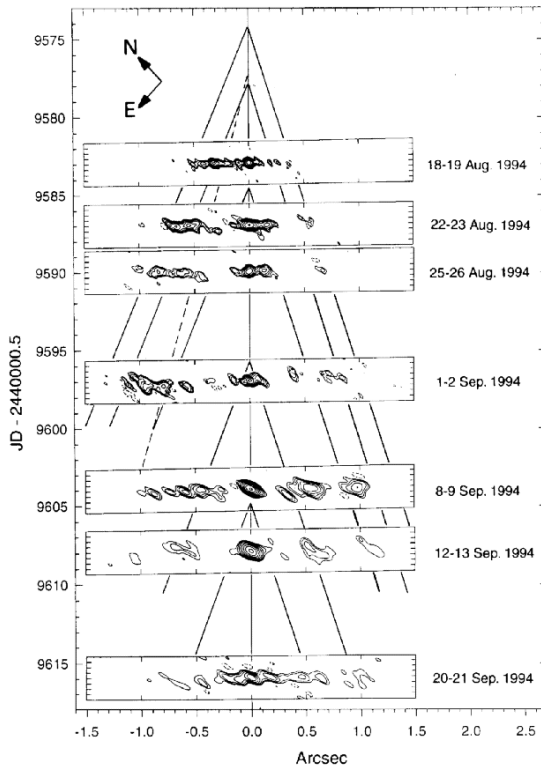 N
E
9573
9580
9585
9590
9595
9600
9605
9610
9615
JD - 2440000.5
18-19 Aug. 1994
22-23 Aug. 1994
25-26 Aug. 1994
1-2 Sep. 1994
8-9 Sep. 1994
12-13 Sep. 1994
20-21 Sep. 1994
-1.5 -1.0 -0.5 0.0 0.5 1.0 1.5 2.0 2.5
Arcsec